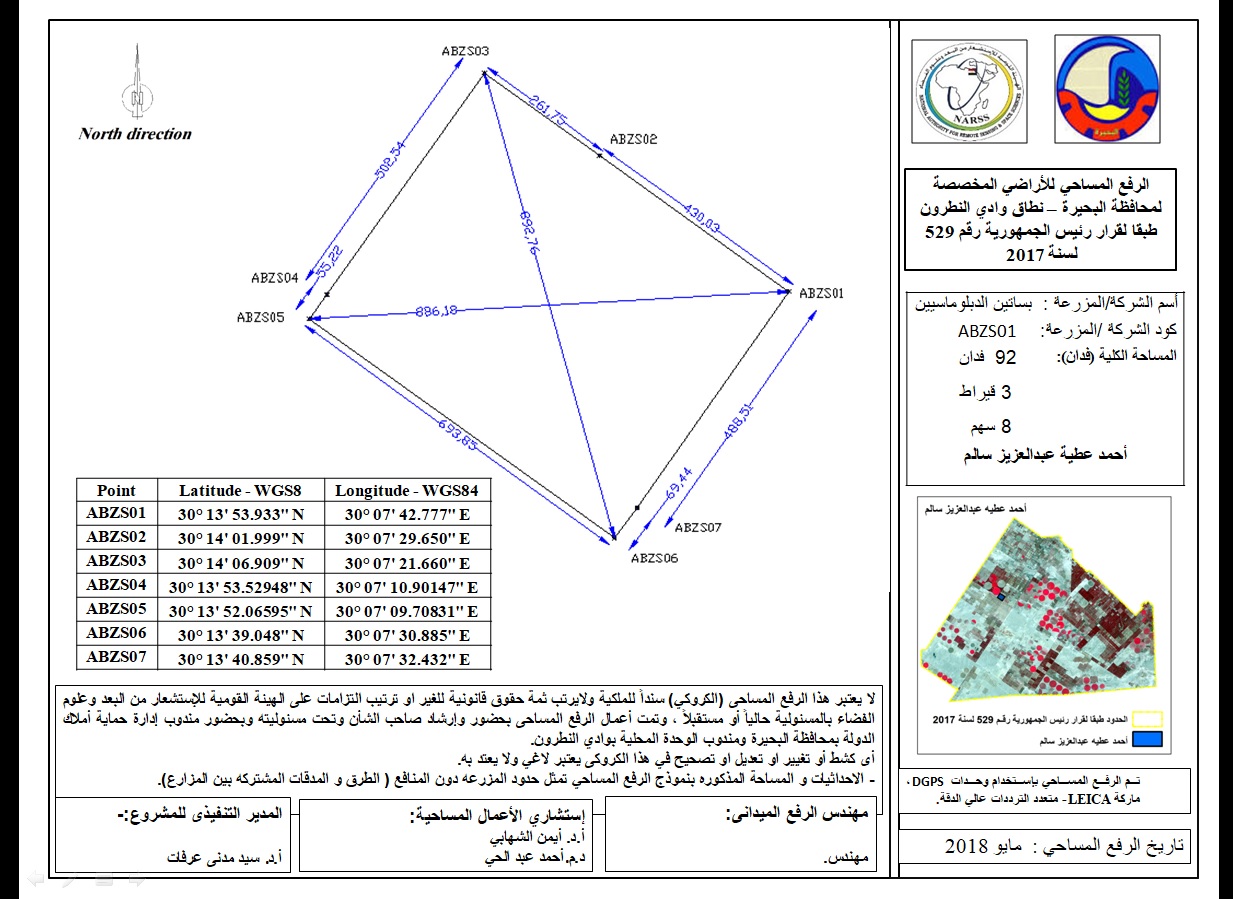 ABZS03
261,75
ABZS02
502,54
430,03
692,76
55,22
ABZS04
ABZS05
886,18
ABZS01
693,85
488,51
69,44
ABZS07
ABZS06
North direction
Point Latitude - WGS8 Longitude - WGS84
ABZS01 30° 13' 53.933" N 30° 07' 42.777" E
ABZS02 30° 14' 01.999" N 30° 07' 29.650" E
ABZS03 30° 14' 06.909" N 30° 07' 21.660" E
ABZS04 30° 13' 53.52948" N 30° 07' 10.90147" E
ABZS05 30° 13' 52.06595" N 30° 07' 09.70831" E
ABZS06 30° 13' 39.048" N 30° 07' 30.885" E
ABZS07 30° 13' 40.859" N 30° 07' 32.432" E
لا يعتبر هذا الرفع المساحى (الكروكي) سنداً للملكية ولايرتب ثمة حقوق قانونية للغير او ترتيب التزامات على الهيئة القومية للإستشعار من البعد وعلوم
الفضاء بالمسئولية حالياً أو مستقبلاً ، وتمت أعمال الرفع المساحى بحضور وإرشاد صاحب الشأن وتحت مسئوليته وبحضور مندوب إدارة حماية أملاك
الدولة بمحافظة البحيرة ومندوب الوحدة المحلية بوادي النطرون.
أى كشط أو تغيير او تعديل او تصحيح في هذا الكروكى يعتبر لاغي ولا يعتد به.
- الاحداثيات و المساحة المذكوره بنموذج الرفع المساحي تمثل حدود المزرعه دون المنافع ( الطرق و المدقات المشتركه بين المزارع).
مهندس الرفع الميدانى:
مهندس.
إستشاري الأعمال المساحية:
أ.د. أيمن الشهابي
د.م.أحمد عبد الحي
المدير التنفيذى للمشروع:-
أ.د. سيد مدنى عرفات
NARSS
NATIONAL AUTHORITY FOR REMOTE SENSING & SPACE SCIENCES
البحيرة
الرفع المساحي للأراضي المخصصة
لمحافظة البحيرة – نطاق وادي النطرون
طبقا لقرار رئيس الجمهورية رقم 529
لسنة 2017
أسم الشركة/المزرعة : بساتين الدبلوماسيين
كود الشركة /المزرعة: ABZS01
المساحة الكلية (فدان): 92 فدان
3 قيراط
8 سهم
أحمد عطية عبدالعزيز سالم
أحمد عطيه عبدالعزيز سالم
الحدود طبقا لقرار رئيس الجمهورية رقم 529 لسنة 2017
أحمد عطيه عبدالعزيز سالم
تـم الرفـع المسـاحي بإسـتخدام وحـدات DGPS ،
ماركة LEICA- متعدد الترددات عالي الدقة.
تاريخ الرفع المساحي : مايو 2018